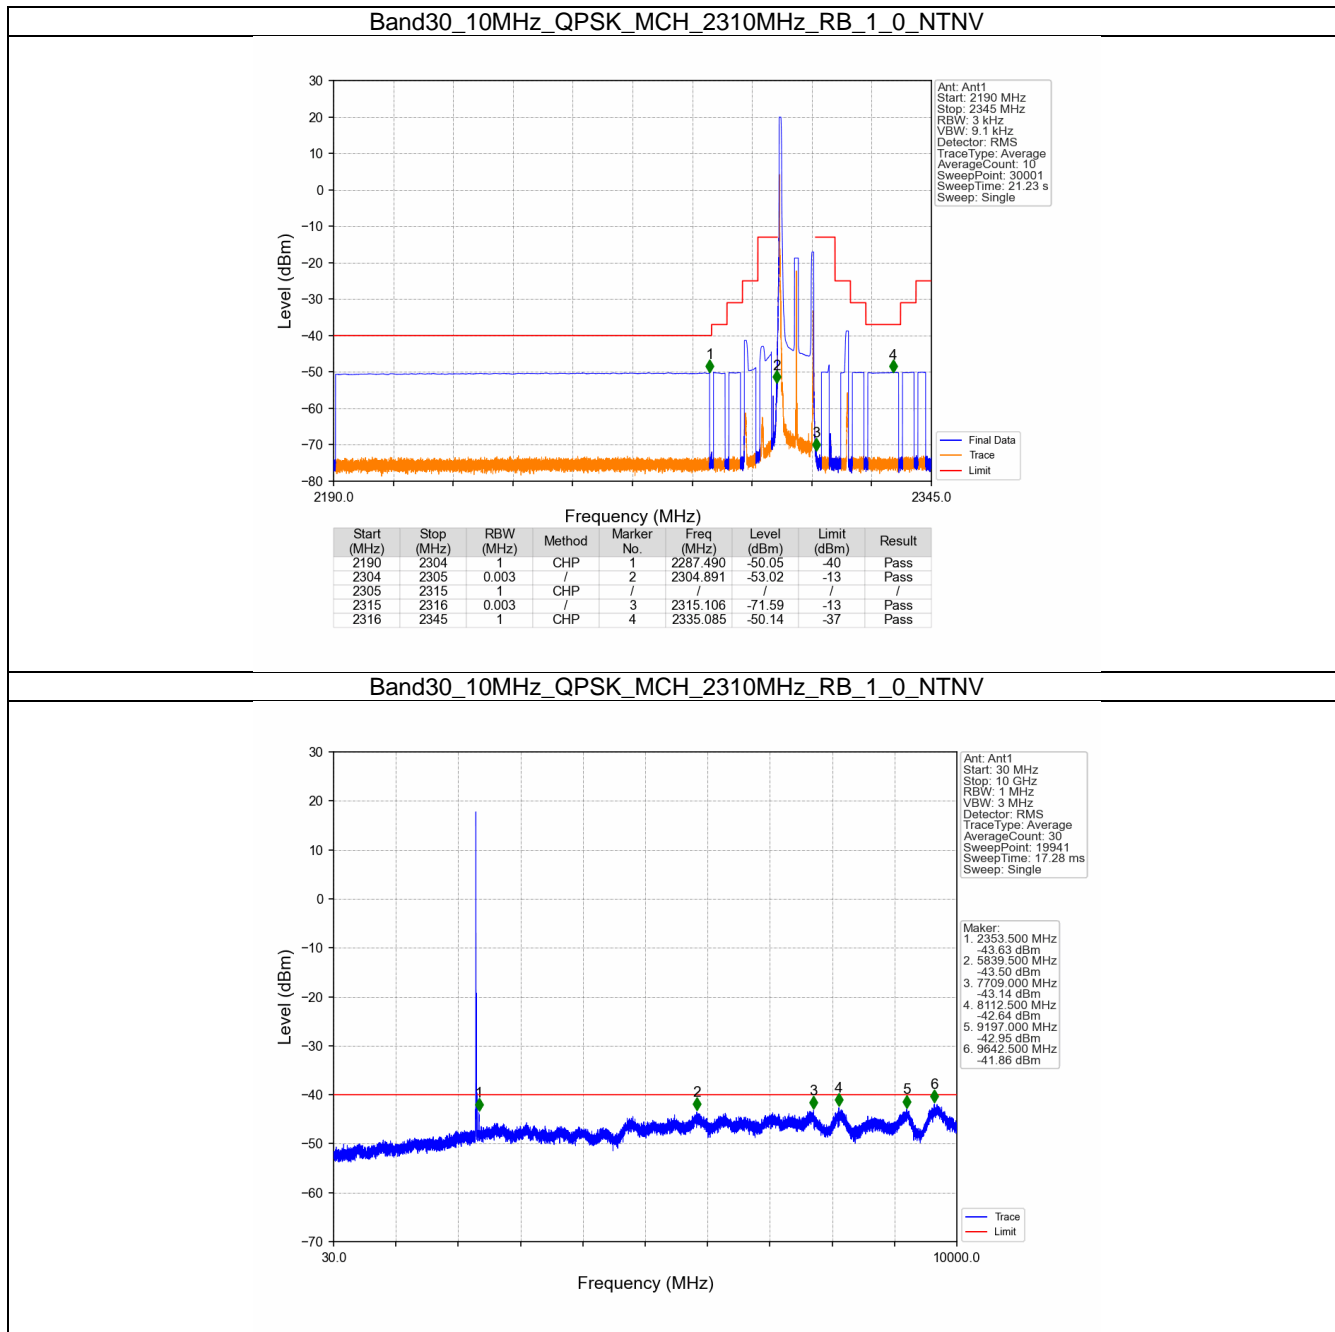 Band30_10MHz_QPSK_MCH_2310MHz_RB_1_0_NTNV
30
20
10
0
−10
−20
−30
−40
−50
−60
−70
−80
Level (dBm)
1
2
3
4
2190.0
2345.0
Frequency (MHz)
Ant: Ant1
Start: 2190 MHz
Stop: 2345 MHz
RBW: 3 kHz
VBW: 9.1 kHz
Detector: RMS
TraceType: Average
AverageCount: 10
SweepPoint: 30001
SweepTime: 21.23 s
Sweep: Single
Final Data
Trace
Limit
Start (MHz) Stop (MHz) RBW (MHz) Method Marker No. Freq (MHz) Level (dBm) Limit (dBm) Result
2190 2304 1 CHP 1 2287.490 -50.05 -40 Pass
2304 2305 0.003 / 2 2304.891 -53.02 -13 Pass
2305 2315 1 CHP / / / / /
2315 2316 0.003 / 3 2315.106 -71.59 -13 Pass
2316 2345 1 CHP 4 2335.085 -50.14 -37 Pass
Band30_10MHz_QPSK_MCH_2310MHz_RB_1_0_NTNV
30
20
10
0
−10
−20
−30
−40
−50
−60
−70
Level (dBm)
1
2
3
4
5
6
30.0
10000.0
Frequency (MHz)
Ant: Ant1
Start: 30 MHz
Stop: 10 GHz
RBW: 1 MHz
VBW: 3 MHz
Detector: RMS
TraceType: Average
AverageCount: 30
SweepPoint: 19941
SweepTime: 17.28 ms
Sweep: Single
Maker:
1. 2353.500 MHz
-43.63 dBm
2. 5839.500 MHz
-43.50 dBm
3. 7709.000 MHz
-43.14 dBm
4. 8112.500 MHz
-42.64 dBm
5. 9197.000 MHz
-42.95 dBm
6. 9642.500 MHz
-41.86 dBm
Trace
Limit